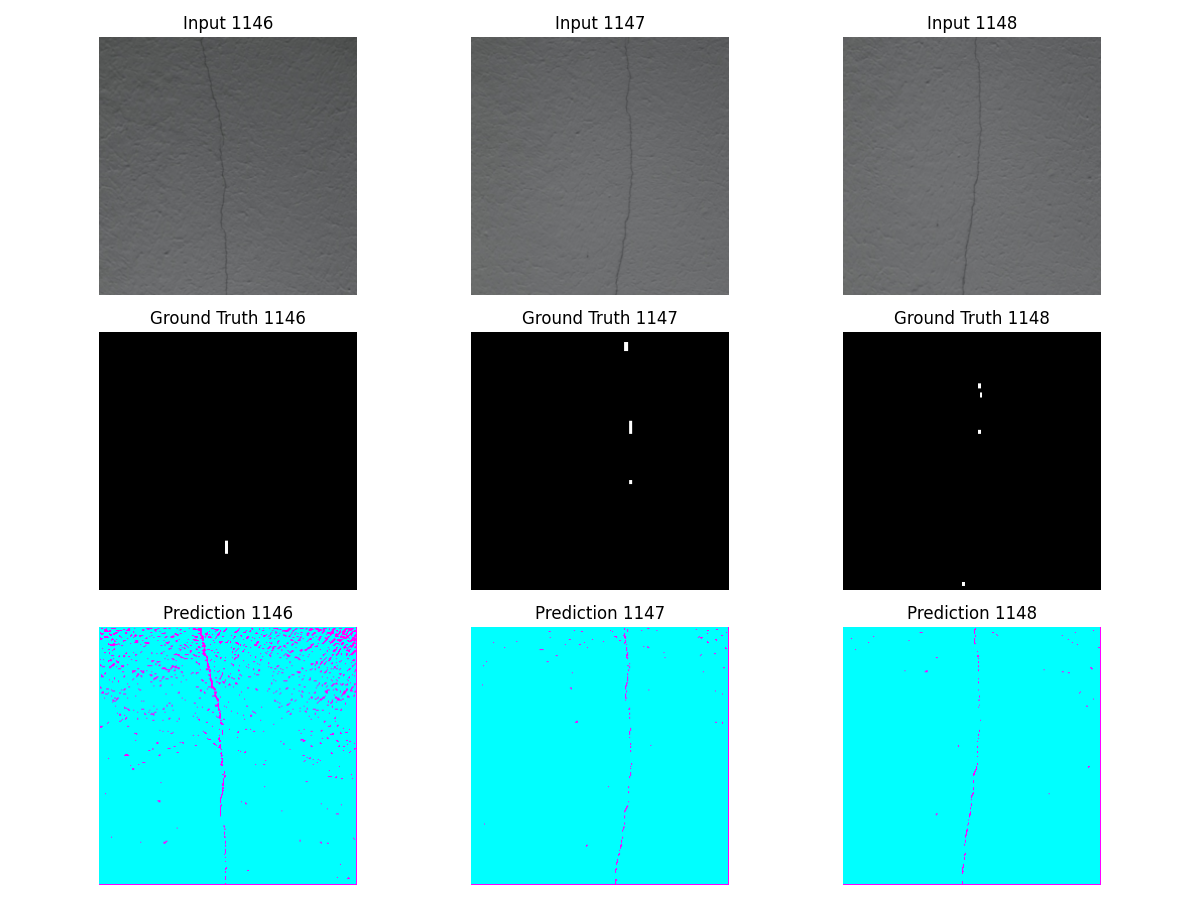 Input 1146
Input 1147
Input 1148
Ground Truth 1146
Ground Truth 1147
Ground Truth 1148
Prediction 1146
Prediction 1147
Prediction 1148